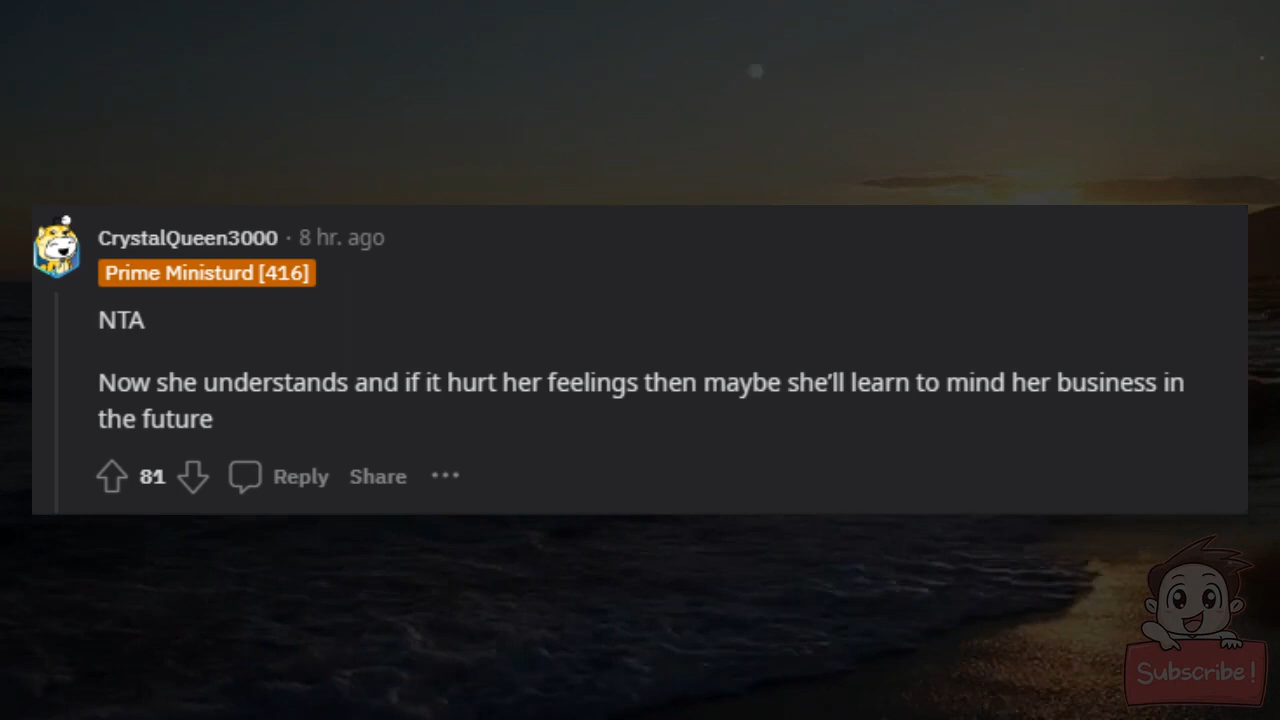 CrystalQueen3000 · 8 hr. ago
Prime Ministurd [416]
NTA
Now she understands and if it hurt her feelings then maybe she’ll learn to mind her business in
the future
81 Reply Share ···
Subscribe!